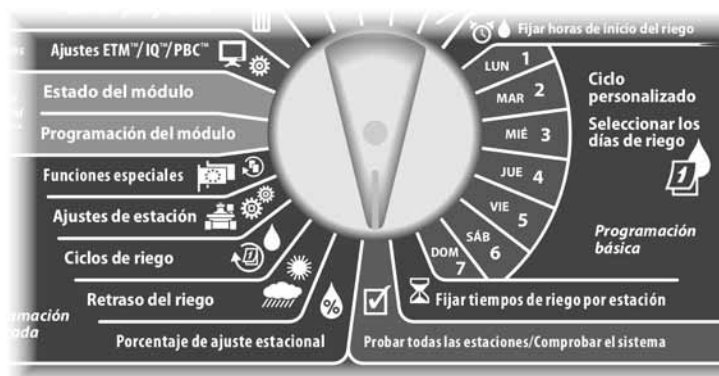 Fijar horas de inicio del riego
Ajustes ETM™/IQ™/PBC™
Estado del módulo
Programación del módulo
Funciones especiales
Ajustes de estación
Ciclos de riego
Retraso del riego
Porcentaje de ajuste estacional
%
LUN 1
MAR 2
MIÉ 3
JUE 4
VIE 5
SÁB 6
DOM 7
Ciclo
personalizado
Seleccionar los
días de riego
1
Programación
básica
Fijar tiempos de riego por estación
Probar todas las estaciones/Comprobar el sistema